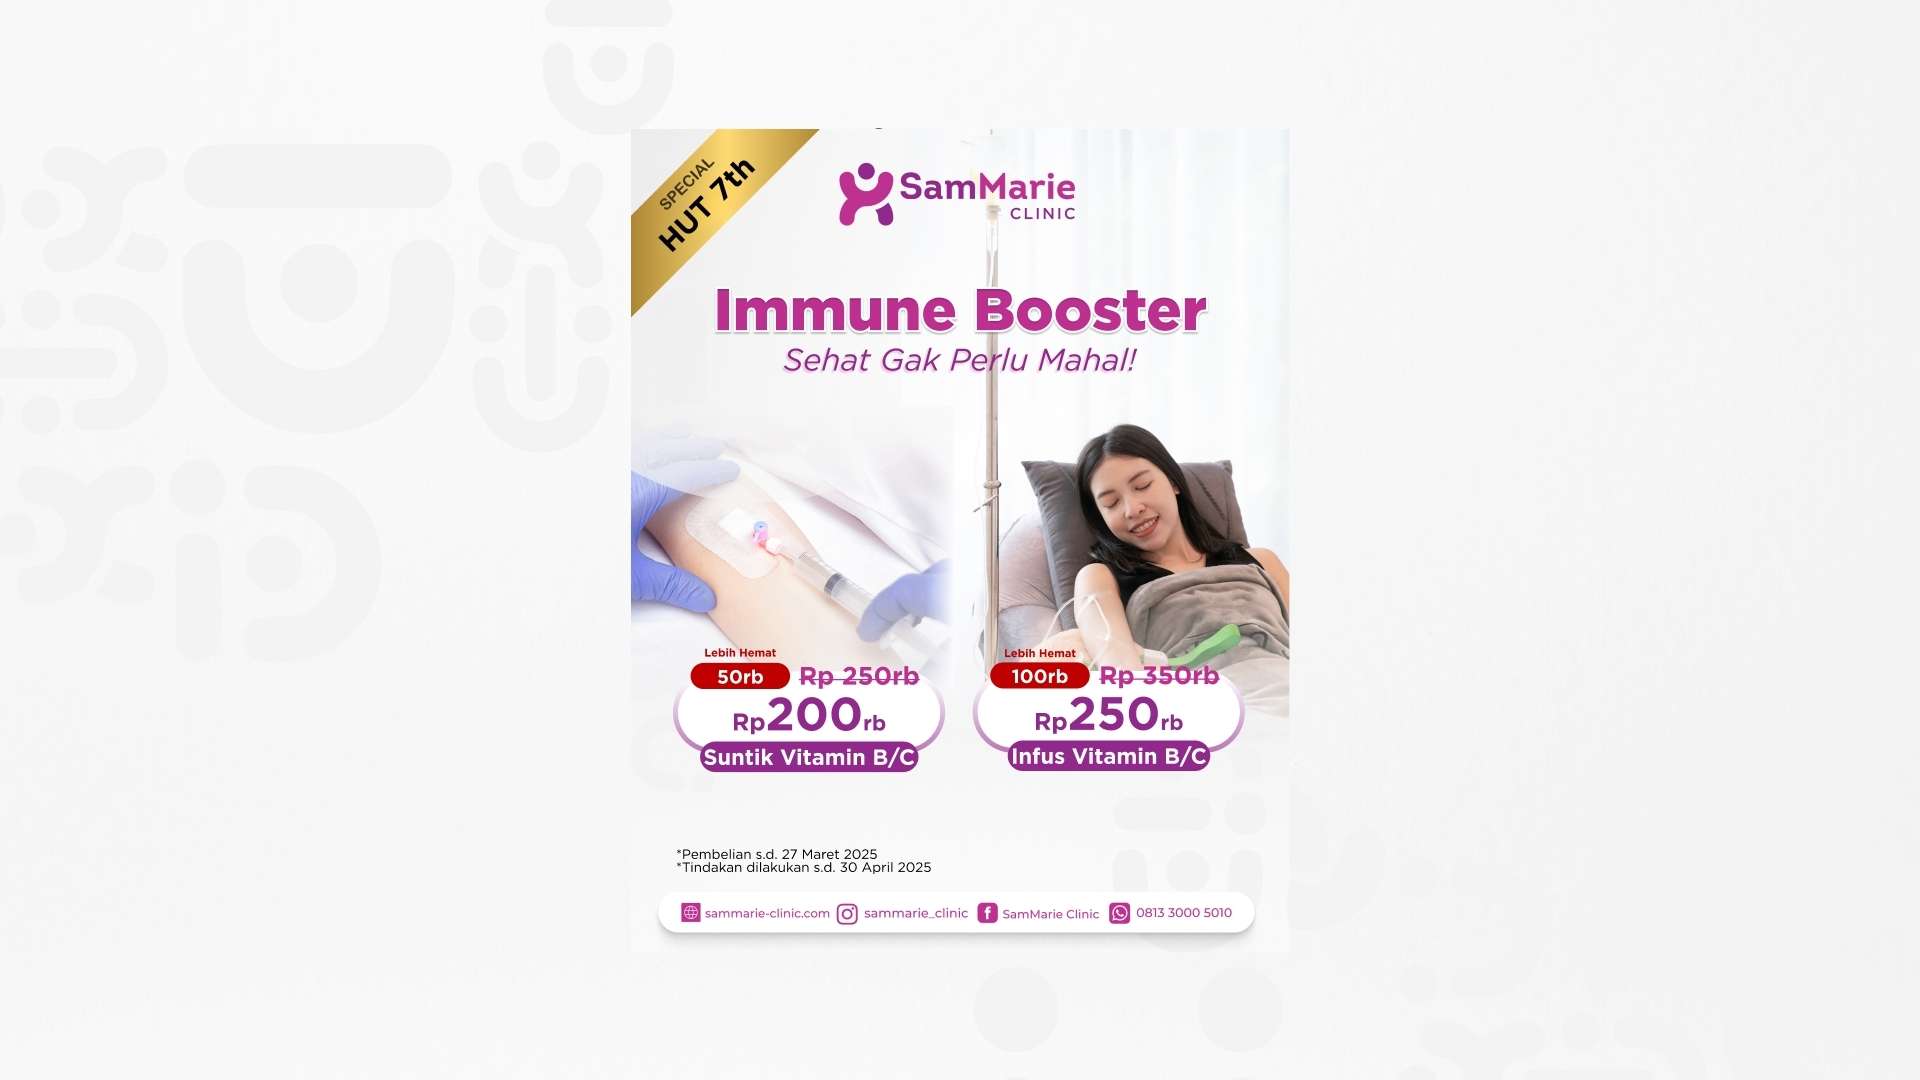 SPECIAL
HUT 7th
SamMarie
CLINIC
Immune Booster
Sehat Gak Perlu Mahal!
Lebih Hemat
50rb
Rp 250rb
Rp200rb
Suntik Vitamin B/C
Lebih Hemat
100rb
Rp 350rb
Rp250rb
Infus Vitamin B/C
*Pembelian s.d. 27 Maret 2025
*Tindakan dilakukan s.d. 30 April 2025
sammarie-clinic.com sammarie_clinic SamMarie Clinic 0813 3000 5010